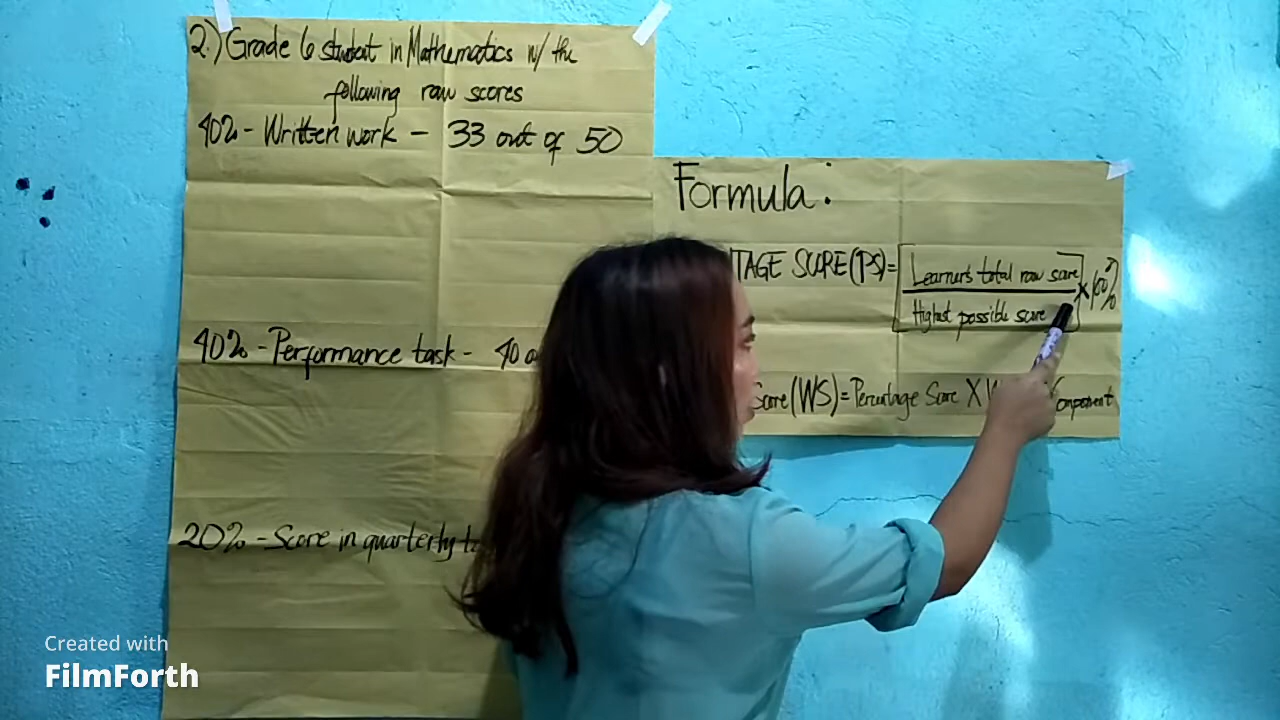 2.) Grade 6 student in Mathematics w/ the
following raw scores
40% - Written work - 33 out of 50
40% - Performance task - 40
20% - Score in quarterly
Formula:
TAGE SCORE (PS) = [Learner's total raw score
Highest possible score] x 100%
Score (WS) = Percentage Score X Component
Created with
FilmForth